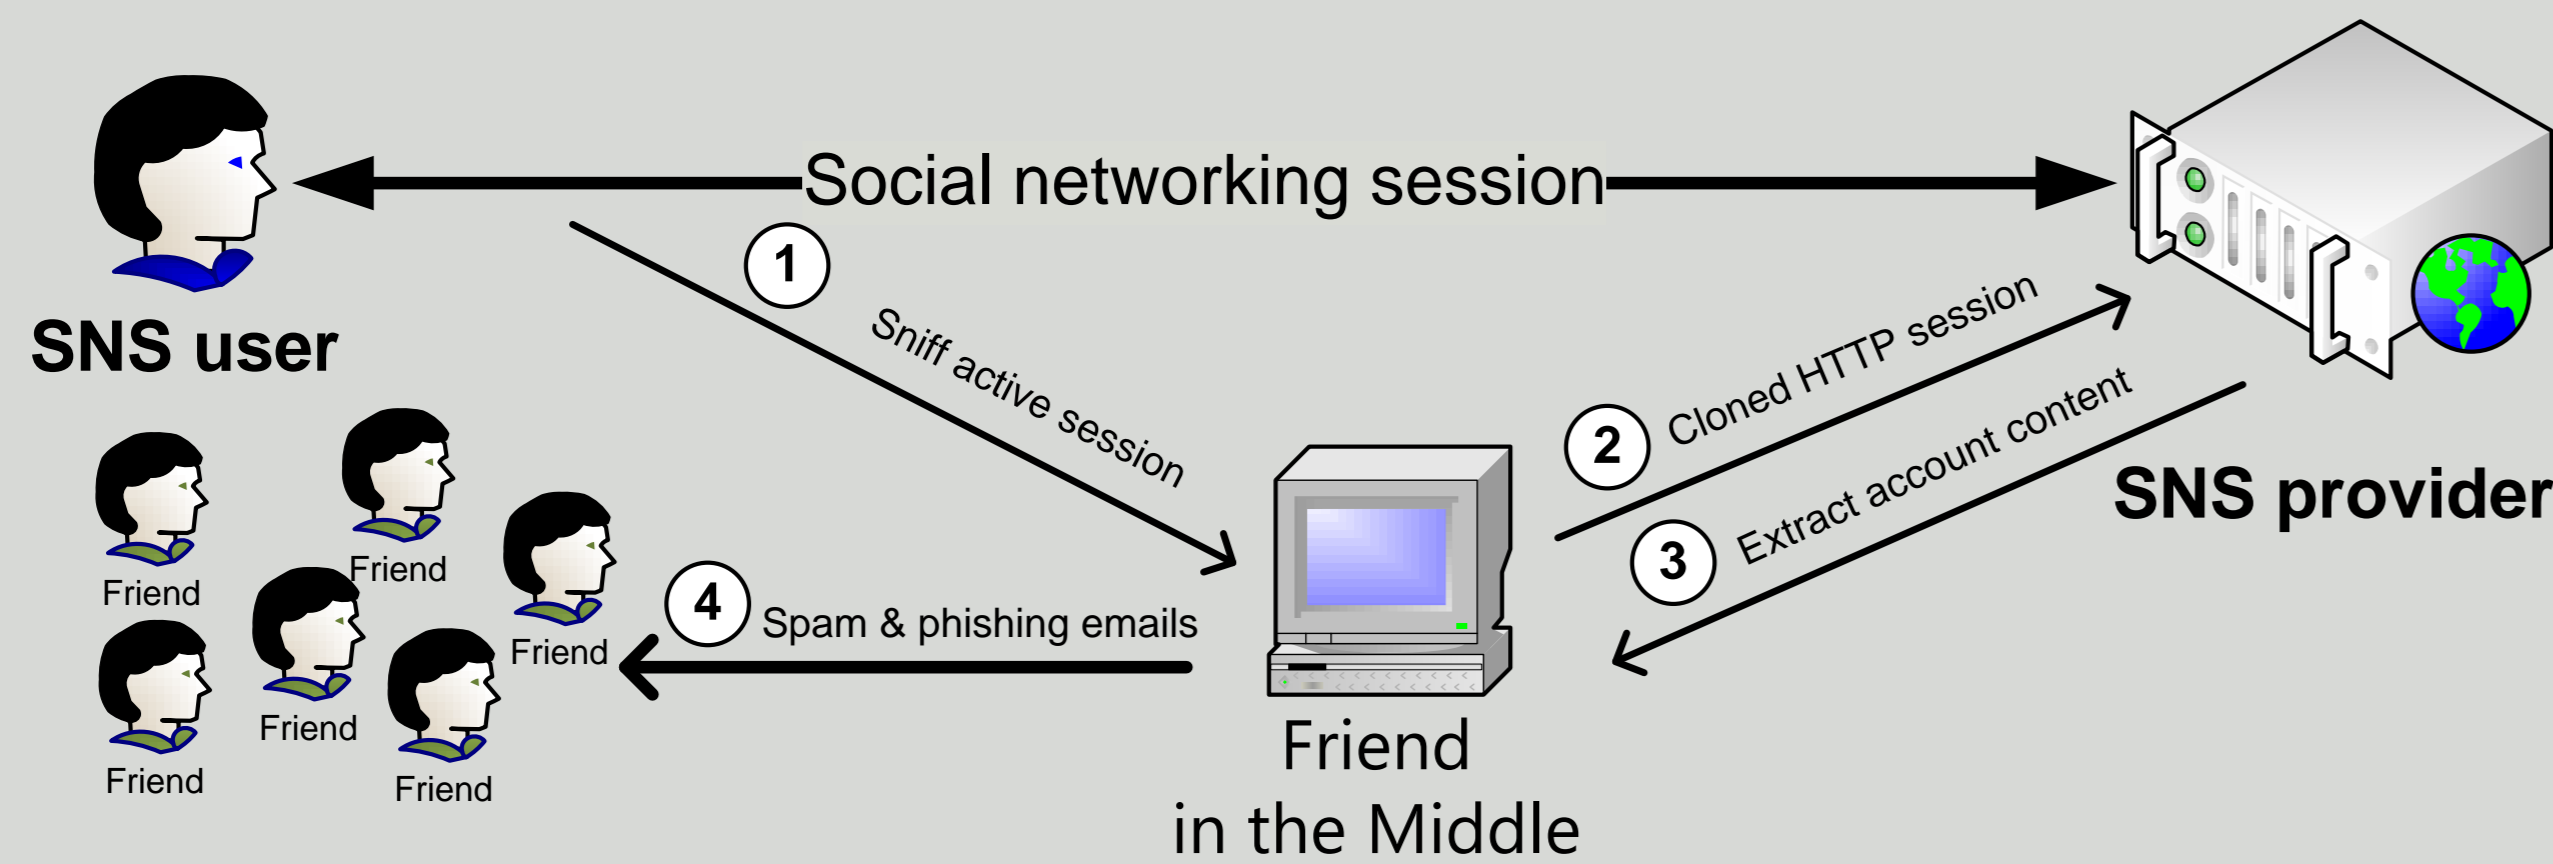 Social networking session
1
Sniff active session
SNS user
2
Cloned HTTP session
3
Extract account content
SNS provider
4
Spam & phishing emails
Friend
Friend
Friend
Friend
Friend
Friend
Friend
in the Middle